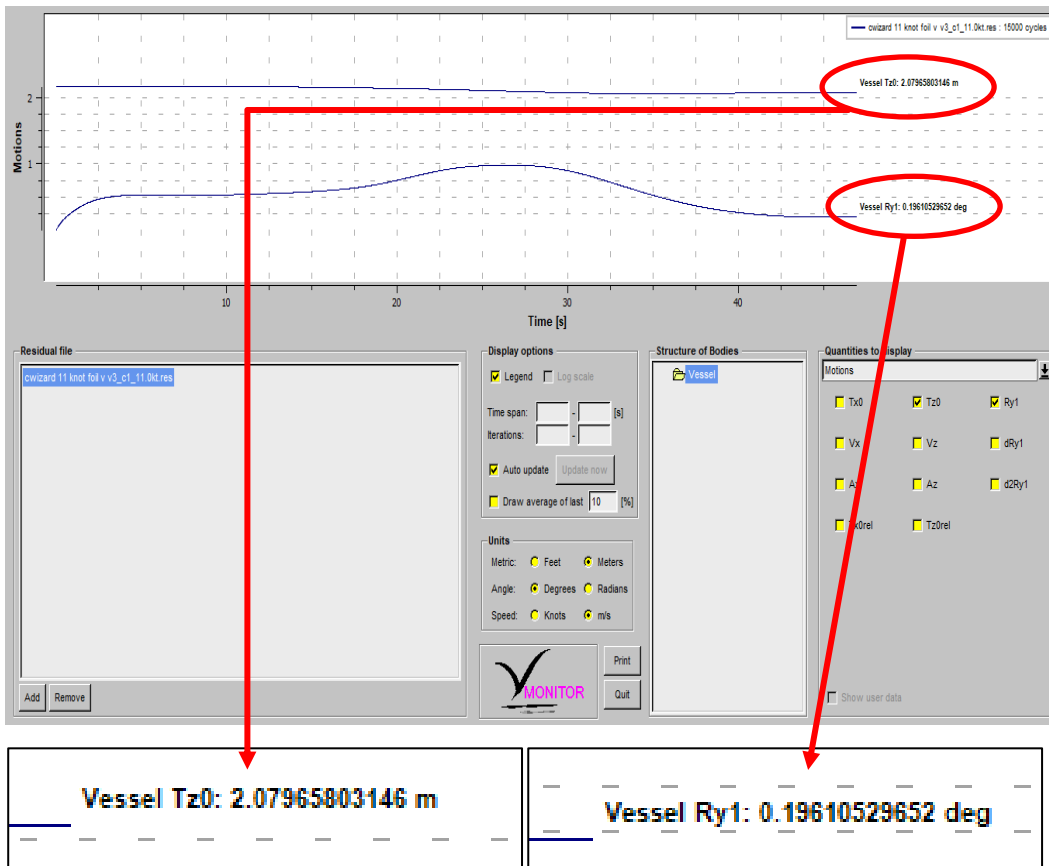 cwizard 11 knot foil v v3_c1_11.0kt.res : 15000 cycles
Vessel Tz0: 2.07965803146 m
2
Motions
1
Vessel Ry1: 0.19610529652 deg
10 20 30 40
Time [s]
Residual file
cwizard 11 knot foil v v3_c1_11.0kt.res
Add Remove
Display options
Legend Log scale
Time span: - [s]
Iterations: -
Auto update Update now
Draw average of last 10 [%]
Units
Metric: Feet Meters
Angle: Degrees Radians
Speed: Knots m/s
MONITOR
Print
Quit
Structure of Bodies
Vessel
Quantities to display
Motions
Tx0 Tz0 Ry1
Vx Vz dRy1
Ax Az d2Ry1
Tx0rel Tz0rel
Show user data
Vessel Tz0: 2.07965803146 m
Vessel Ry1: 0.19610529652 deg